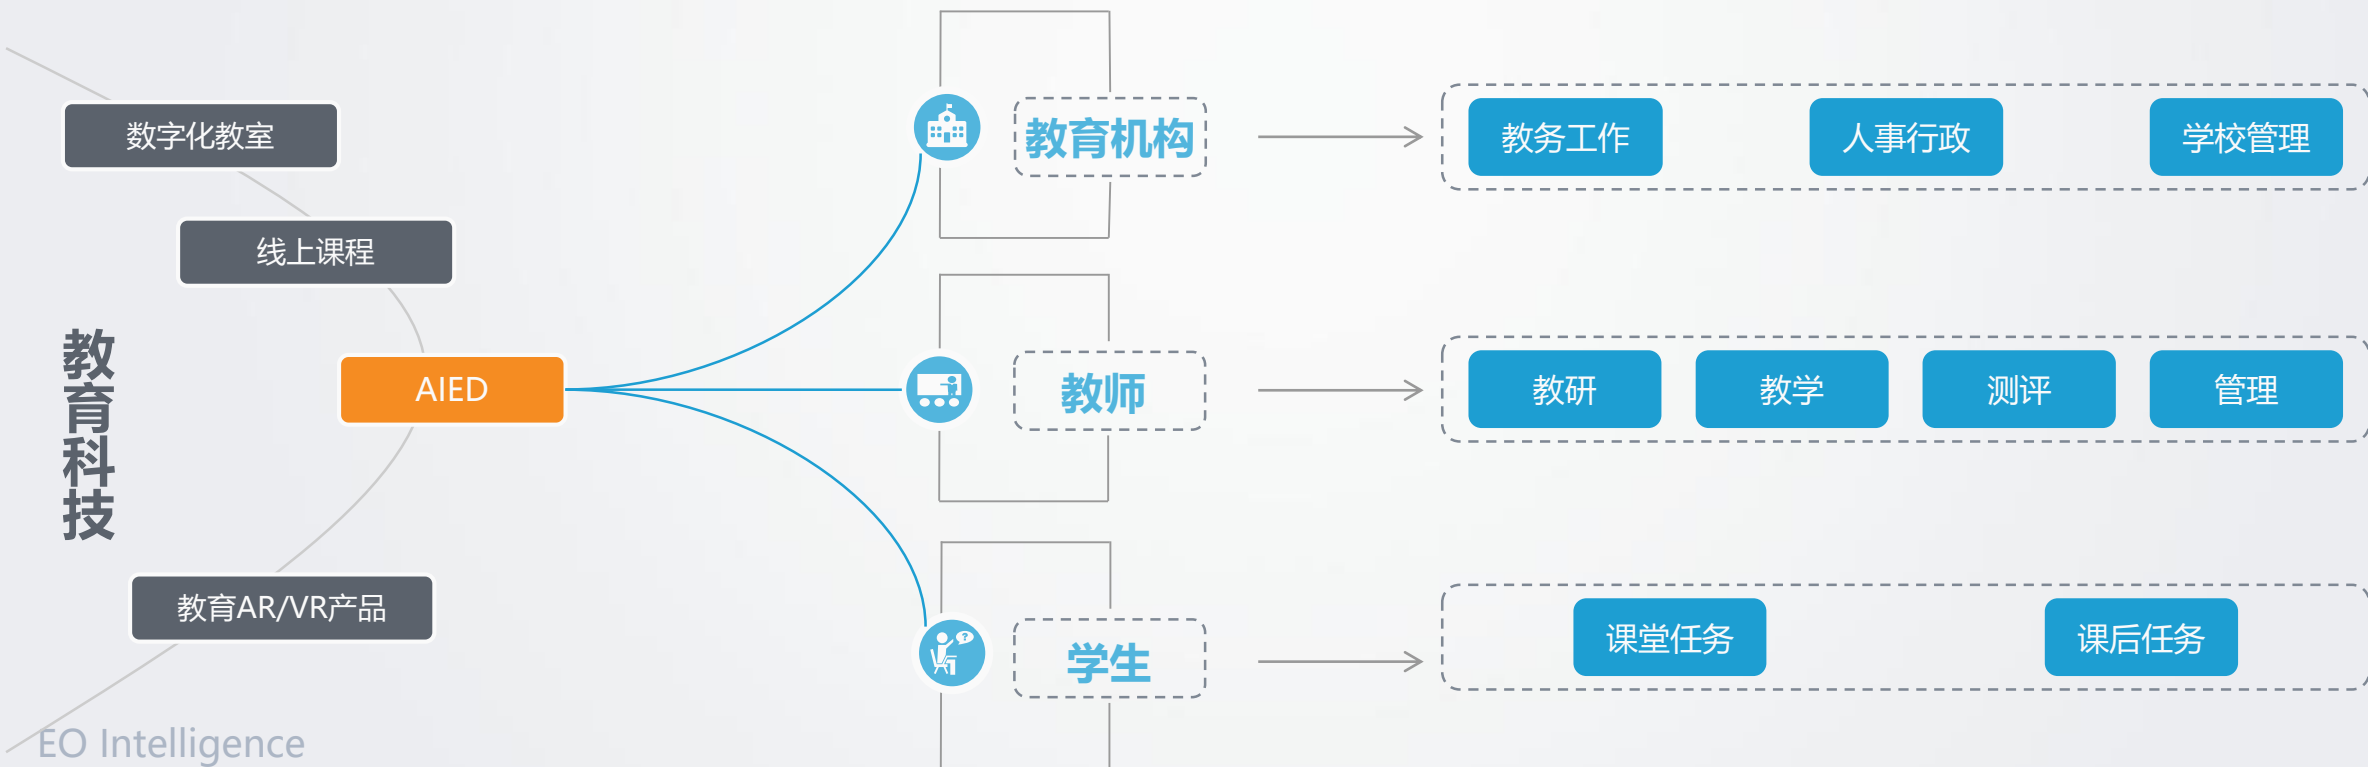 教育科技
数字化教室
线上课程
AIED
教育AR/VR产品
教育机构
教务工作
人事行政
学校管理
教师
教研
教学
测评
管理
?
学生
课堂任务
课后任务
EO Intelligence